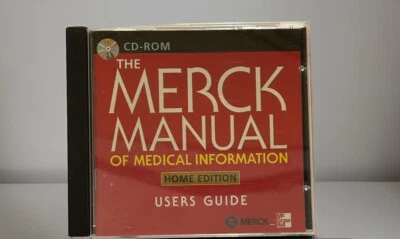 CD-ROM
THE
MERCK
MANUAL
OF MEDICAL INFORMATION
HOME EDITION
USERS GUIDE
MERCK